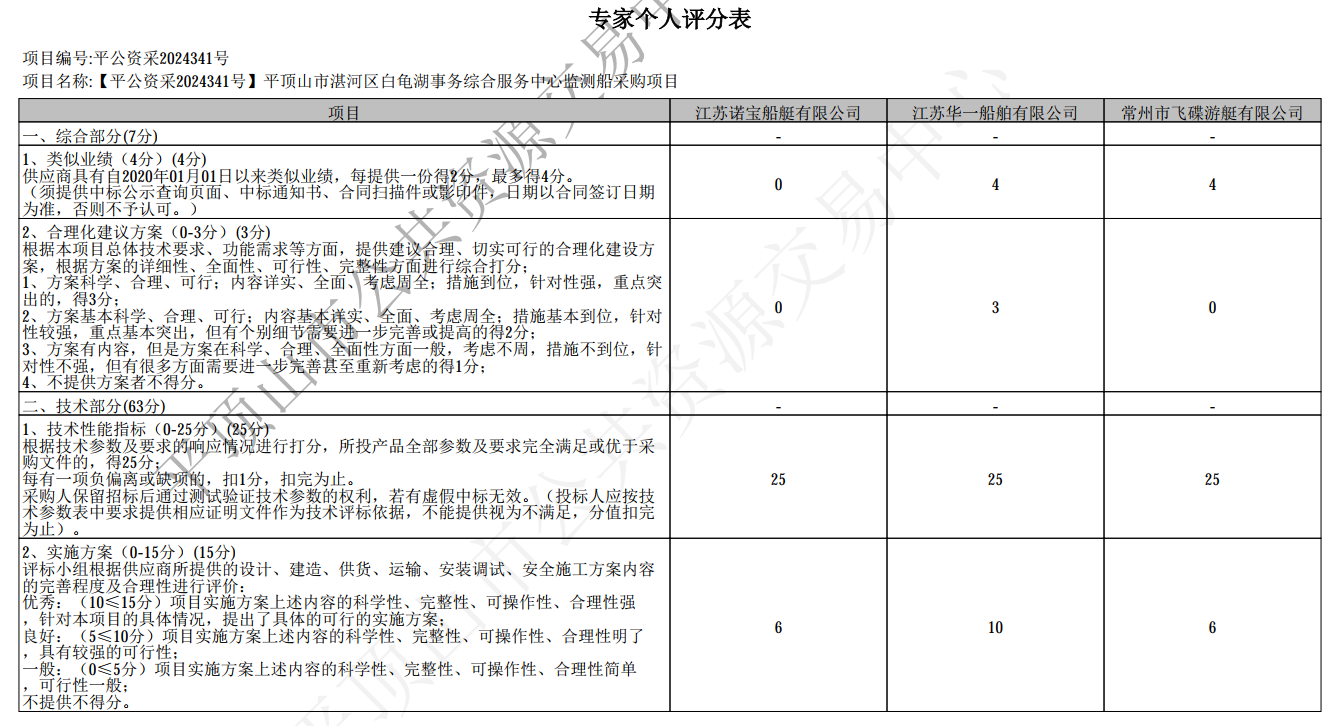 专家个人评分表
项目编号:平公资采2024341号
项目名称:【平公资采2024341号】平顶山市湛河区白龟湖事务综合服务中心监测船采购项目
项目 江苏诺宝船艇有限公司 江苏华一船舶有限公司 常州市飞碟游艇有限公司
一、综合部分(7分) - - -
1、类似业绩（4分）(4分)
供应商具有自2020年01月01日以来类似业绩，每提供一份得2分，最多得4分。
（须提供中标公示查询页面、中标通知书、合同扫描件或影印件，日期以合同签订日期
为准，否则不予认可。）
0 4 4
2、合理化建议方案（0-3分）(3分)
根据本项目总体技术要求、功能需求等方面，提供建议合理、切实可行的合理化建设方
案，根据方案的详细性、全面性、可行性、完整性方面进行综合打分；
1、方案科学、合理、可行；内容详实、全面、考虑周全；措施到位，针对性强，重点突
出的，得3分；
2、方案基本科学、合理、可行；内容基本详实、全面、考虑周全；措施基本到位，针对
性较强，重点基本突出，但有个别细节需要进一步完善或提高的得2分；
3、方案有内容，但是方案在科学、合理、全面性方面一般，考虑不周，措施不到位，针
对性不强，但有很多方面需要进一步完善甚至重新考虑的得1分；
4、不提供方案者不得分。
0 3 0
二、技术部分(63分) - - -
1、技术性能指标（0-25分）(25分)
根据技术参数及要求的响应情况进行打分，所投产品全部参数及要求完全满足或优于采
购文件的，得25分；
每有一项负偏离或缺项的，扣1分，扣完为止。
采购人保留招标后通过测试验证技术参数的权利，若有虚假中标无效。（投标人应按技
术参数表中要求提供相应证明文件作为技术评标依据，不能提供视为不满足，分值扣完
为止）。
25 25 25
2、实施方案（0-15分）(15分)
评标小组根据供应商所提供的设计、建造、供货、运输、安装调试、安全施工方案内容
的完善程度及合理性进行评价：
优秀：（10≤15分）项目实施方案上述内容的科学性、完整性、可操作性、合理性强
，针对本项目的具体情况，提出了具体的可行的实施方案；
良好：（5≤10分）项目实施方案上述内容的科学性、完整性、可操作性、合理性明了
，具有较强的可行性；
一般：（0≤5分）项目实施方案上述内容的科学性、完整性、可操作性、合理性简单
，可行性一般；
不提供不得分。
6 10 6
平顶山市公共资源交易中心
平顶山市公共资源交易中心